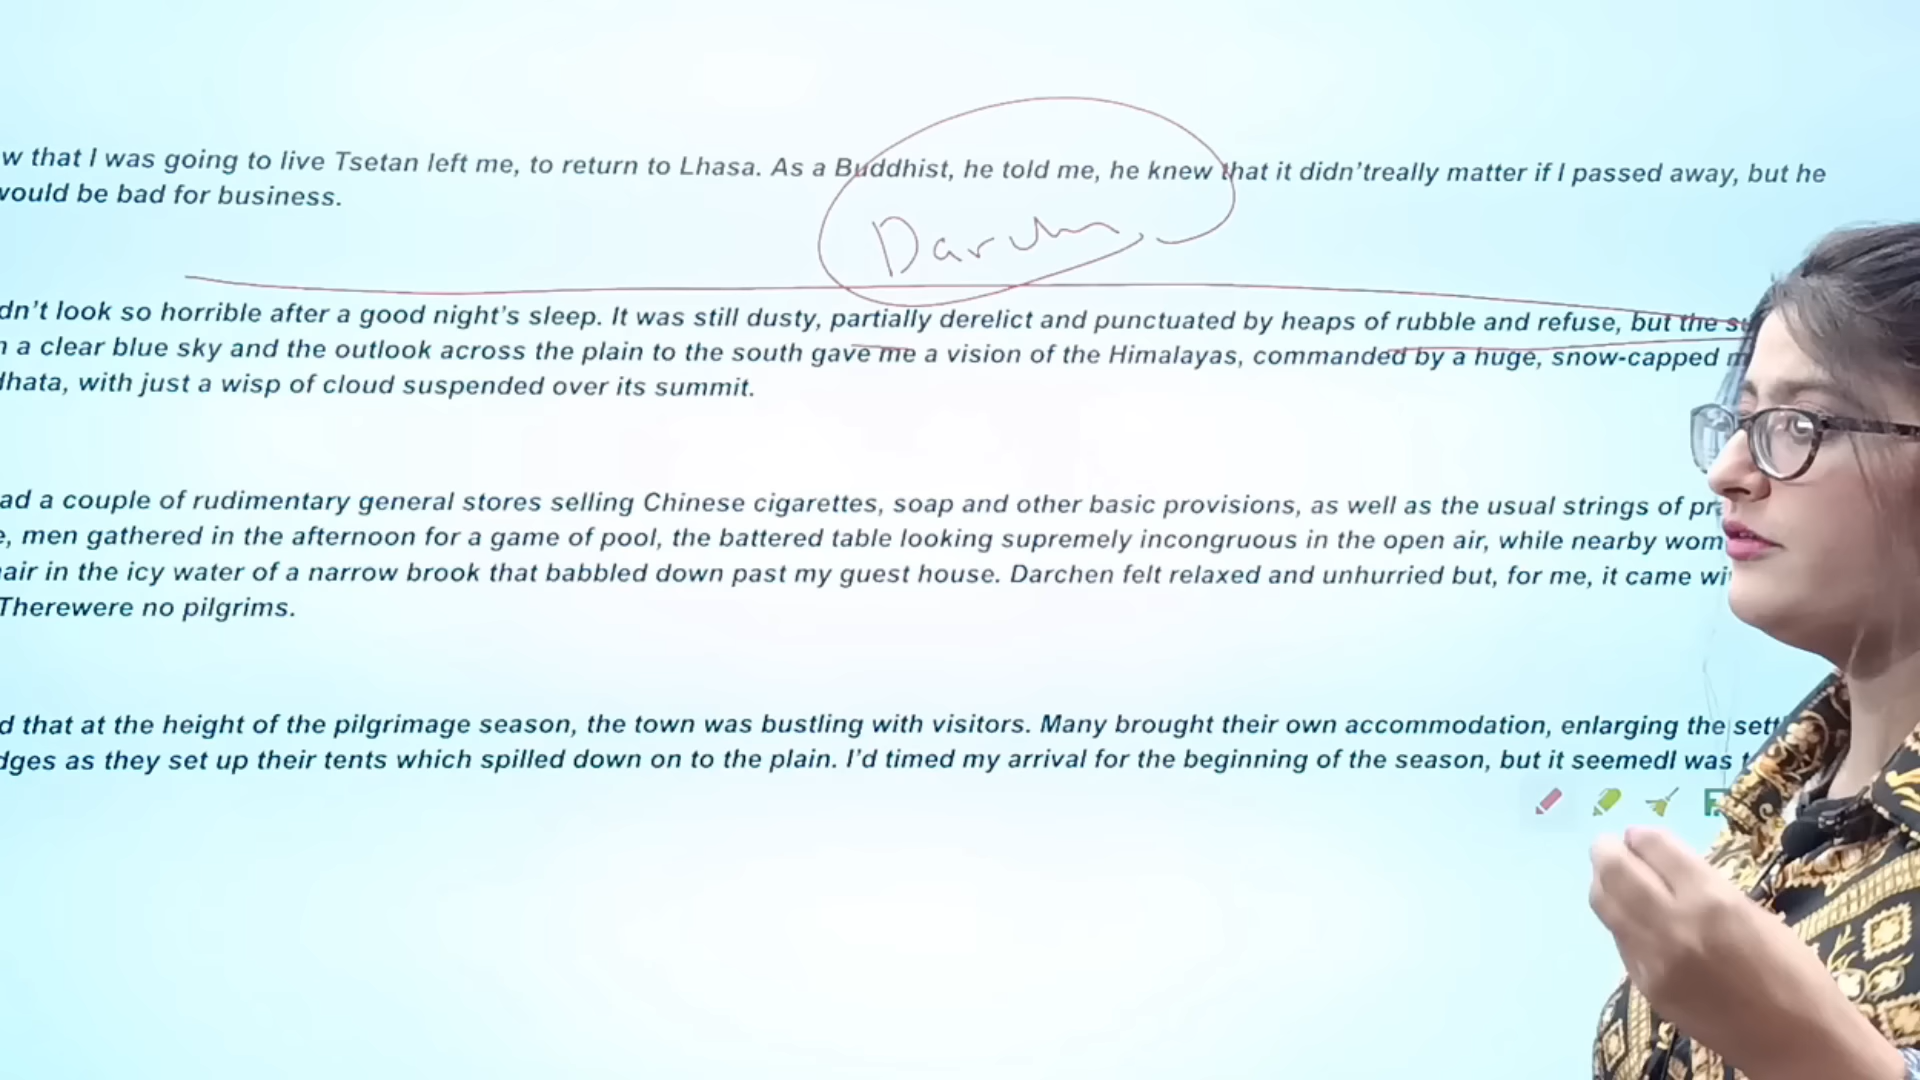 w that I was going to live Tsetan left me, to return to Lhasa. As a Buddhist, he told me, he knew that it didn'treally matter if I passed away, but he
would be bad for business.
Darchn
dn't look so horrible after a good night's sleep. It was still dusty, partially derelict and punctuated by heaps of rubble and refuse, but the s
n a clear blue sky and the outlook across the plain to the south gave me a vision of the Himalayas, commanded by a huge, snow-capped m
dhata, with just a wisp of cloud suspended over its summit.
ad a couple of rudimentary general stores selling Chinese cigarettes, soap and other basic provisions, as well as the usual strings of pra
e, men gathered in the afternoon for a game of pool, the battered table looking supremely incongruous in the open air, while nearby wom
hair in the icy water of a narrow brook that babbled down past my guest house. Darchen felt relaxed and unhurried but, for me, it came wi
Therewere no pilgrims.
d that at the height of the pilgrimage season, the town was bustling with visitors. Many brought their own accommodation, enlarging the sett
dges as they set up their tents which spilled down on to the plain. I'd timed my arrival for the beginning of the season, but it seemedI was t